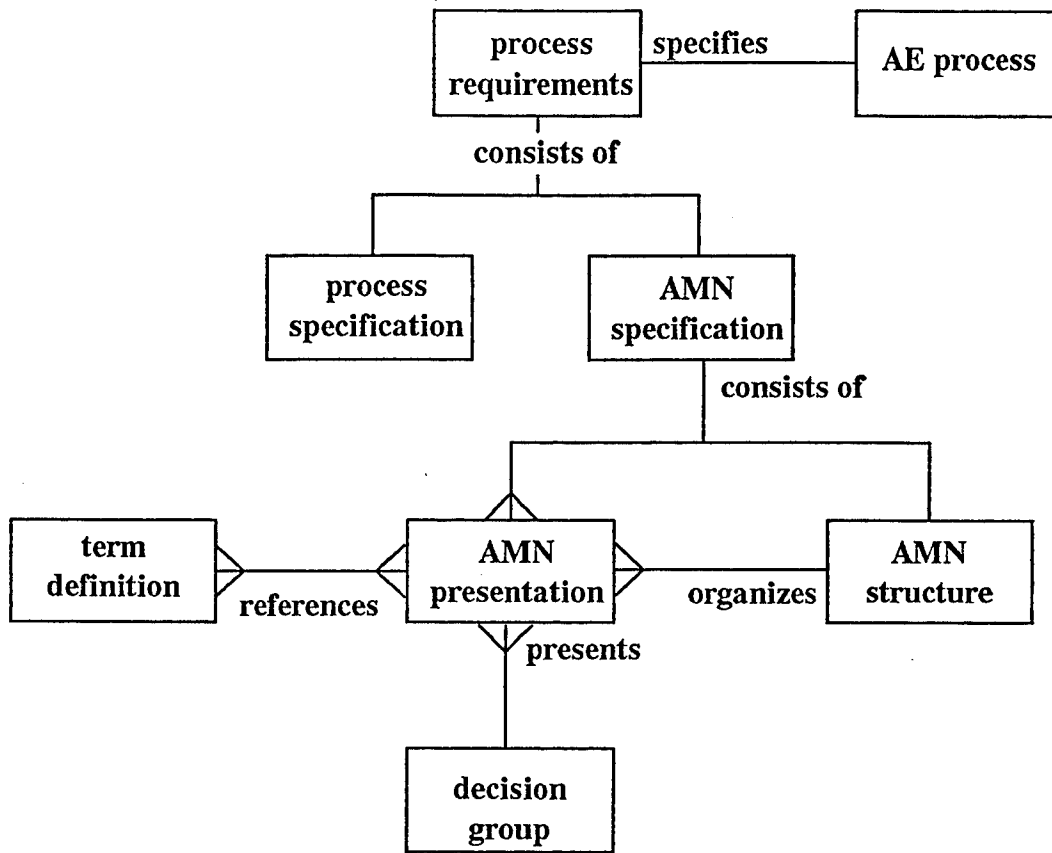 process
requirements
specifies
AE process
consists of
process
specification
AMN
specification
consists of
term
definition
references
AMN
presentation
organizes
AMN
structure
presents
decision
group